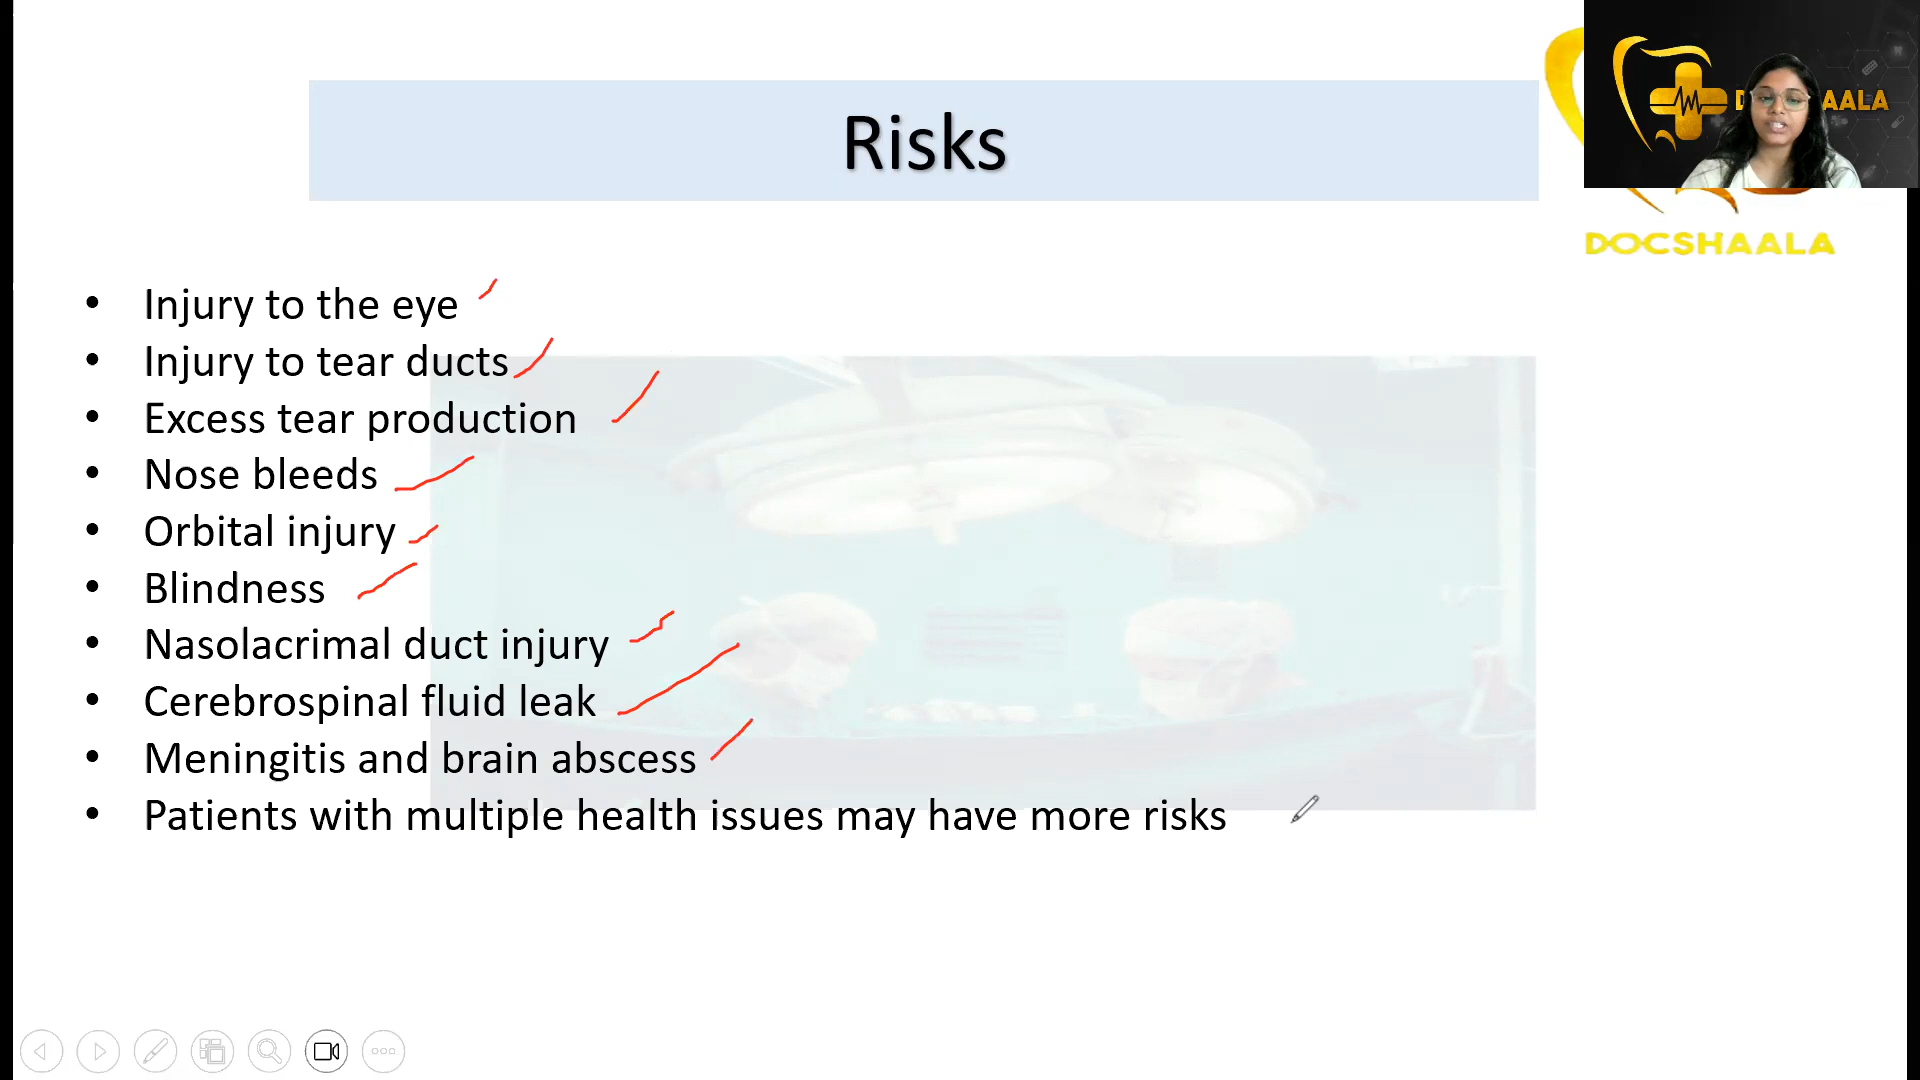 Risks
DOCSHAALA
• Injury to the eye
• Injury to tear ducts
• Excess tear production
• Nose bleeds
• Orbital injury
• Blindness
• Nasolacrimal duct injury
• Cerebrospinal fluid leak
• Meningitis and brain abscess
• Patients with multiple health issues may have more risks